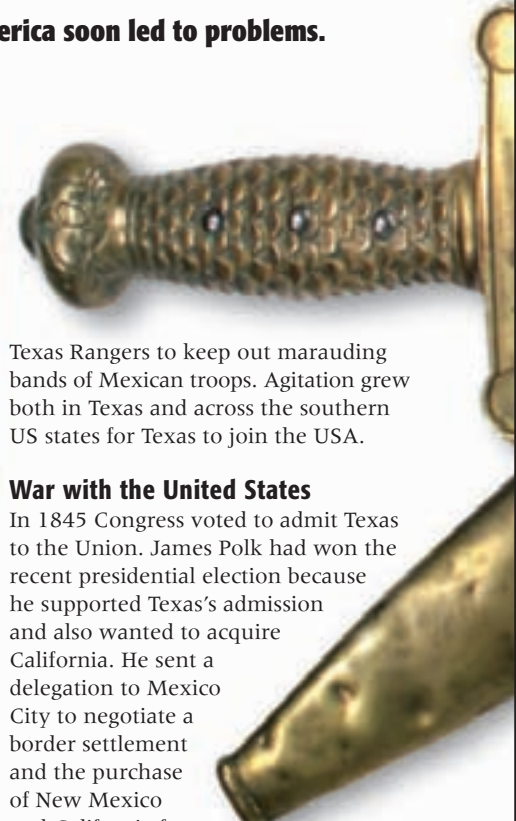 erica soon led to problems.
Texas Rangers to keep out marauding
bands of Mexican troops. Agitation grew
both in Texas and across the southern
US states for Texas to join the USA.
War with the United States
In 1845 Congress voted to admit Texas
to the Union. James Polk had won the
recent presidential election because
he supported Texas's admission
and also wanted to acquire
California. He sent a
delegation to Mexico
City to negotiate a
border settlement
and the purchase
of New Mexico